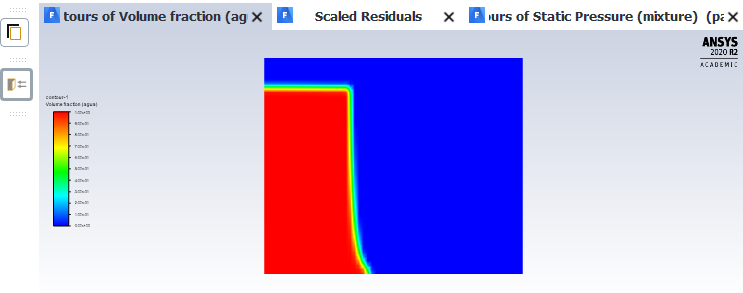 tours of Volume fraction (ag
Scaled Residuals
ours of Static Pressure (mixture) (pa
ANSYS
2020 R2
ACADEMIC
contour-1
Volume fraction (agua)
1.00e+00
9.00e-01
8.00e-01
7.00e-01
6.00e-01
5.00e-01
4.00e-01
3.00e-01
2.00e-01
1.00e-01
0.00e+00